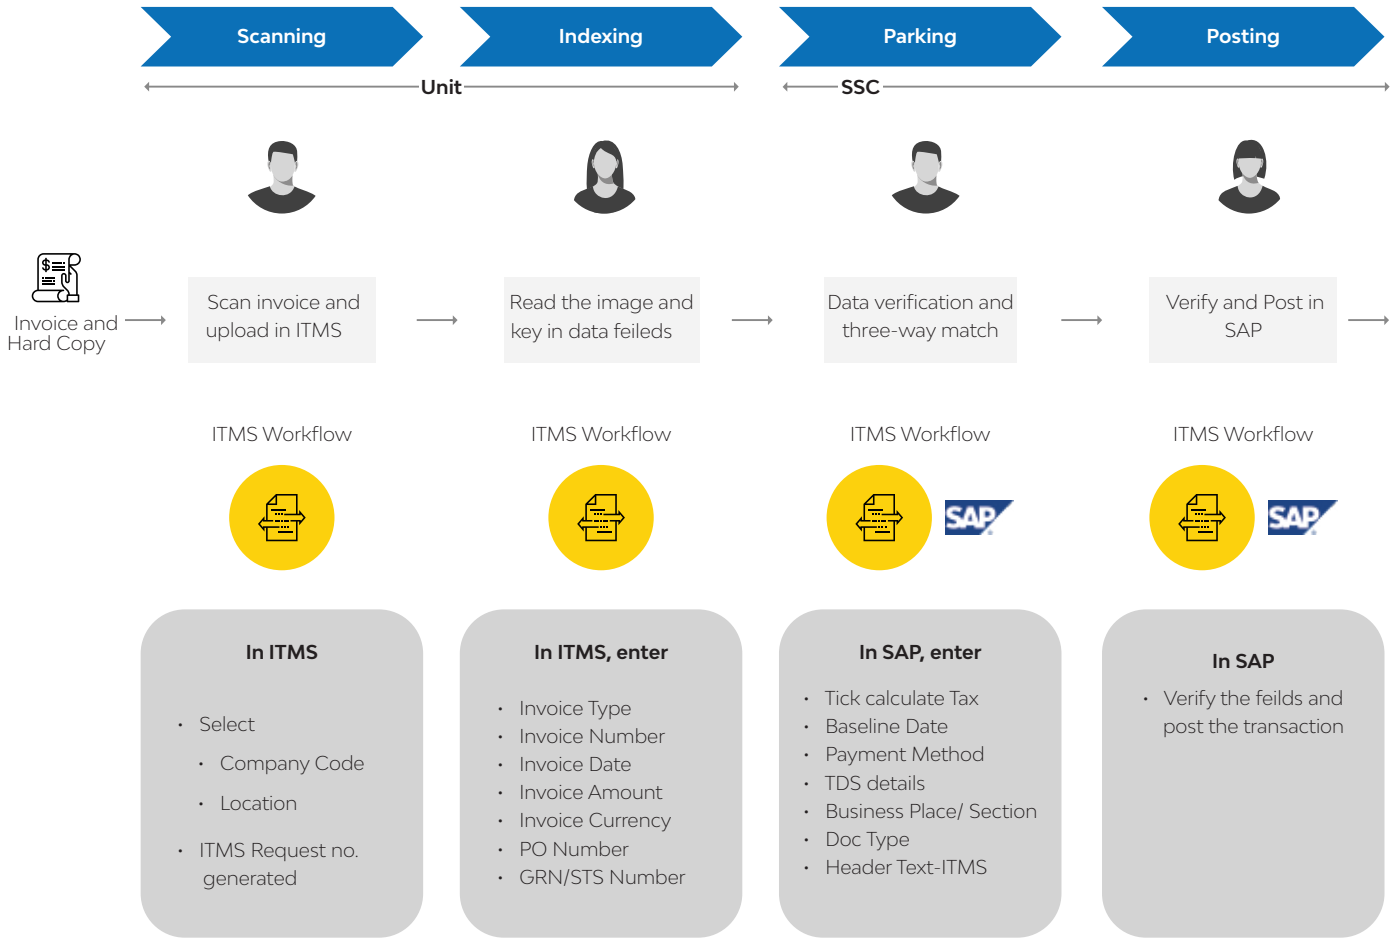 Scanning
Indexing
Parking
Posting
Unit
SSC
$
Invoice and
Hard Copy
Scan invoice and
upload in ITMS
Read the image and
key in data feileds
Data verification and
three-way match
Verify and Post in
SAP
ITMS Workflow
ITMS Workflow
ITMS Workflow
ITMS Workflow
SAP
SAP
In ITMS
• Select
• Company Code
• Location
• ITMS Request no.
generated
In ITMS, enter
• Invoice Type
• Invoice Number
• Invoice Date
• Invoice Amount
• Invoice Currency
• PO Number
• GRN/STS Number
In SAP, enter
• Tick calculate Tax
• Baseline Date
• Payment Method
• TDS details
• Business Place/ Section
• Doc Type
• Header Text-ITMS
In SAP
• Verify the feilds and
post the transaction